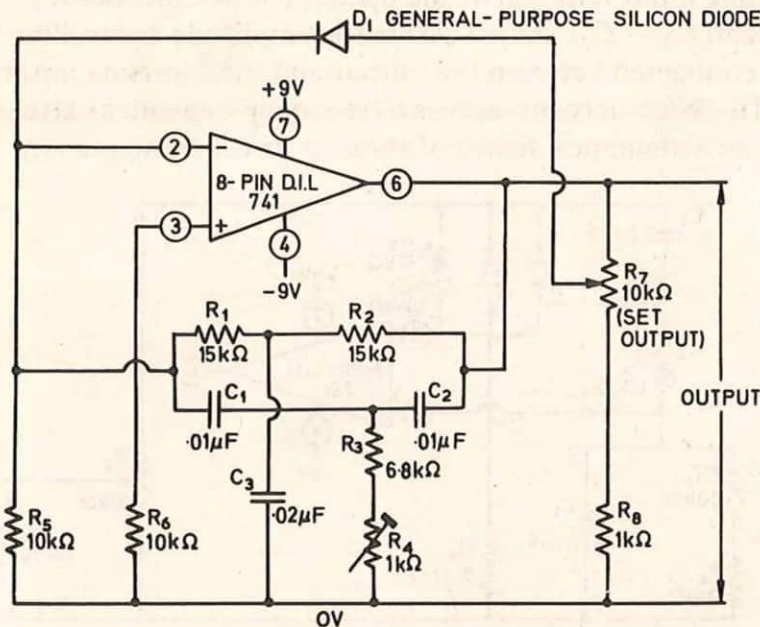 D1 GENERAL-PURPOSE SILICON DIODE
+9V
7
2
-
8-PIN D.I.L
741
6
3
+
4
-9V
R7
10kΩ
(SET
OUTPUT)
R1
15kΩ
R2
15kΩ
OUTPUT
C1
.01µF
C2
.01µF
R3
6.8kΩ
C3
.02µF
R5
10kΩ
R6
10kΩ
R4
1kΩ
R8
1kΩ
0V